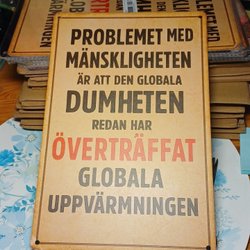 PROBLEMET MED
MÄNSKLIGHETEN
ÄR ATT DEN GLOBALA
DUMHETEN
REDAN HAR
ÖVERTRÄFFAT
GLOBALA
UPPVÄRMNINGEN